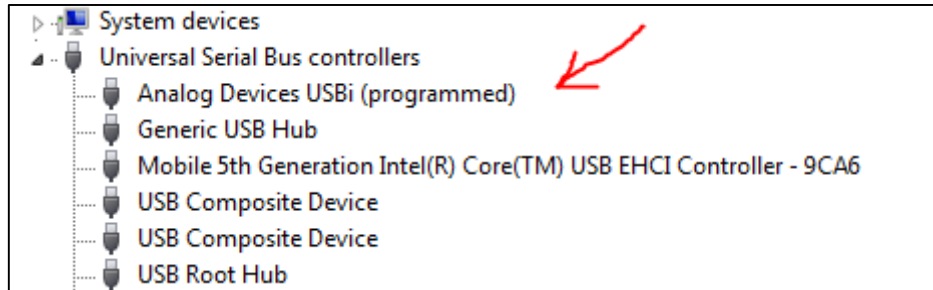 System devices
Universal Serial Bus controllers
Analog Devices USBi (programmed)
Generic USB Hub
Mobile 5th Generation Intel(R) Core(TM) USB EHCI Controller - 9CA6
USB Composite Device
USB Composite Device
USB Root Hub